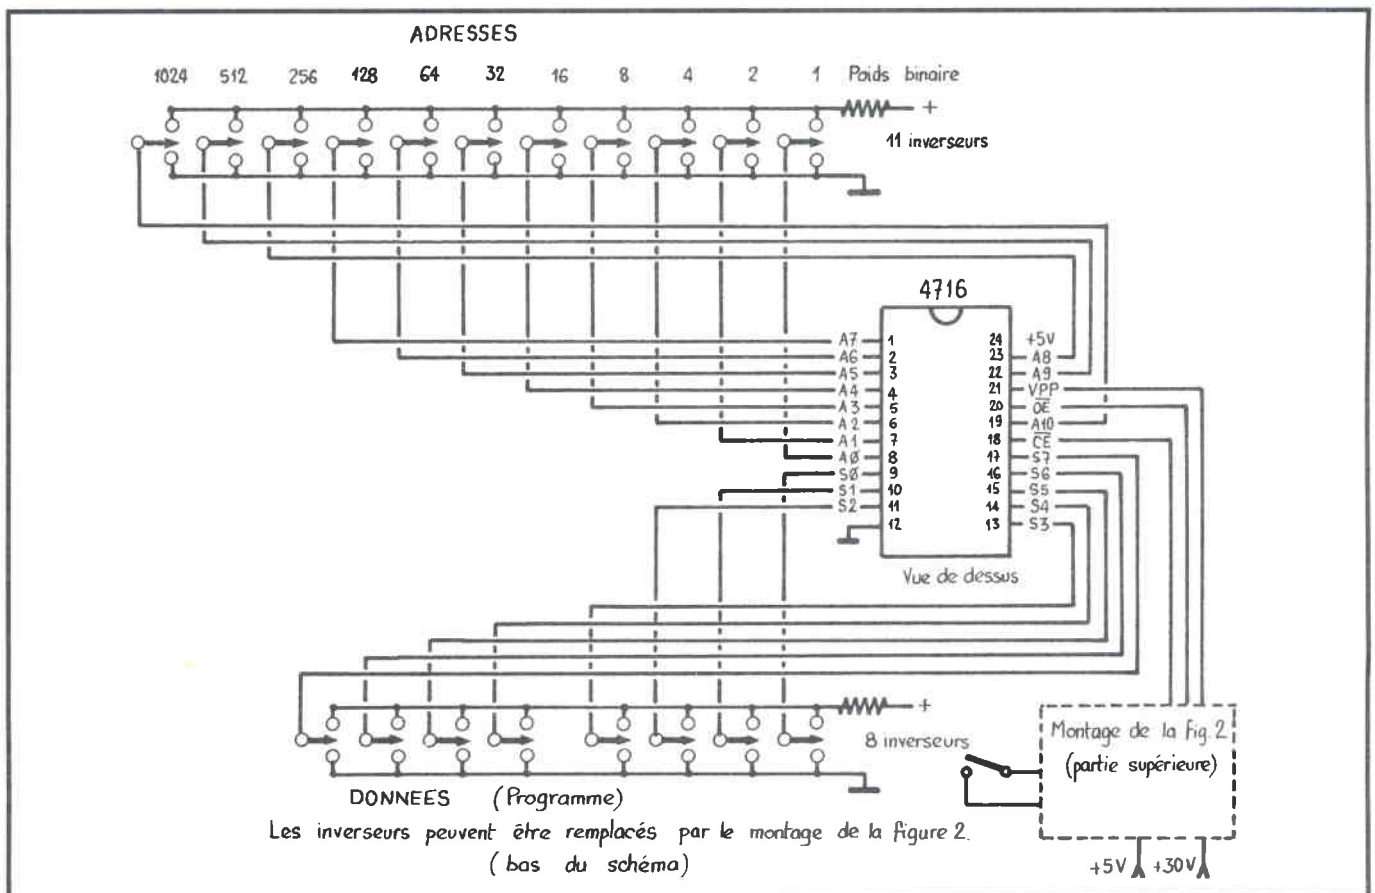 ADRESSES
1024 512 256 128 64 32 16 8 4 2 1 Poids binaire
+
11 inverseurs
4716
A7 1 24 +5V
A6 2 23 A8
A5 3 22 A9
A4 4 21 VPP
A3 5 20 O̅E̅
A2 6 19 A10
A1 7 18 C̅E̅
AØ 8 17 S7
SØ 9 16 S6
S1 10 15 S5
S2 11 14 S4
12 13 S3
Vue de dessus
+
8 inverseurs
Montage de la fig. 2
(partie supérieure)
DONNEES (Programme)
Les inverseurs peuvent être remplacés par le montage de la figure 2.
(bas du schéma)
+5V +30V